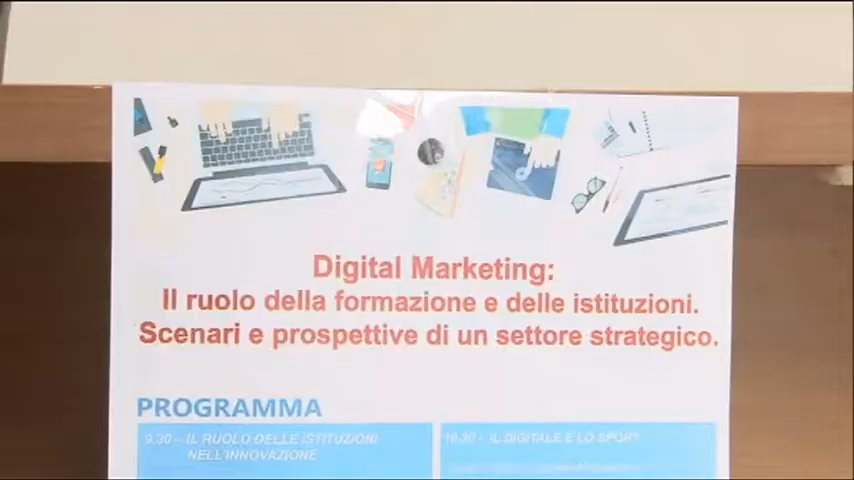 Digital Marketing:
Il ruolo della formazione e delle istituzioni.
Scenari e prospettive di un settore strategico.
PROGRAMMA
9.30 - IL RUOLO DELLE ISTITUZIONI
NELL'INNOVAZIONE
10.30 - IL DIGITALE E LO SPORT